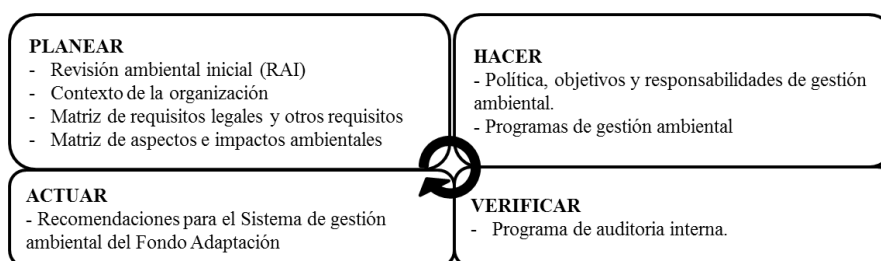 PLANEAR
- Revisión ambiental inicial (RAI)
- Contexto de la organización
- Matriz de requisitos legales y otros requisitos
- Matriz de aspectos e impactos ambientales
HACER
- Política, objetivos y responsabilidades de gestión
ambiental.
- Programas de gestión ambiental
ACTUAR
- Recomendaciones para el Sistema de gestión
ambiental del Fondo Adaptación
VERIFICAR
- Programa de auditoria interna.